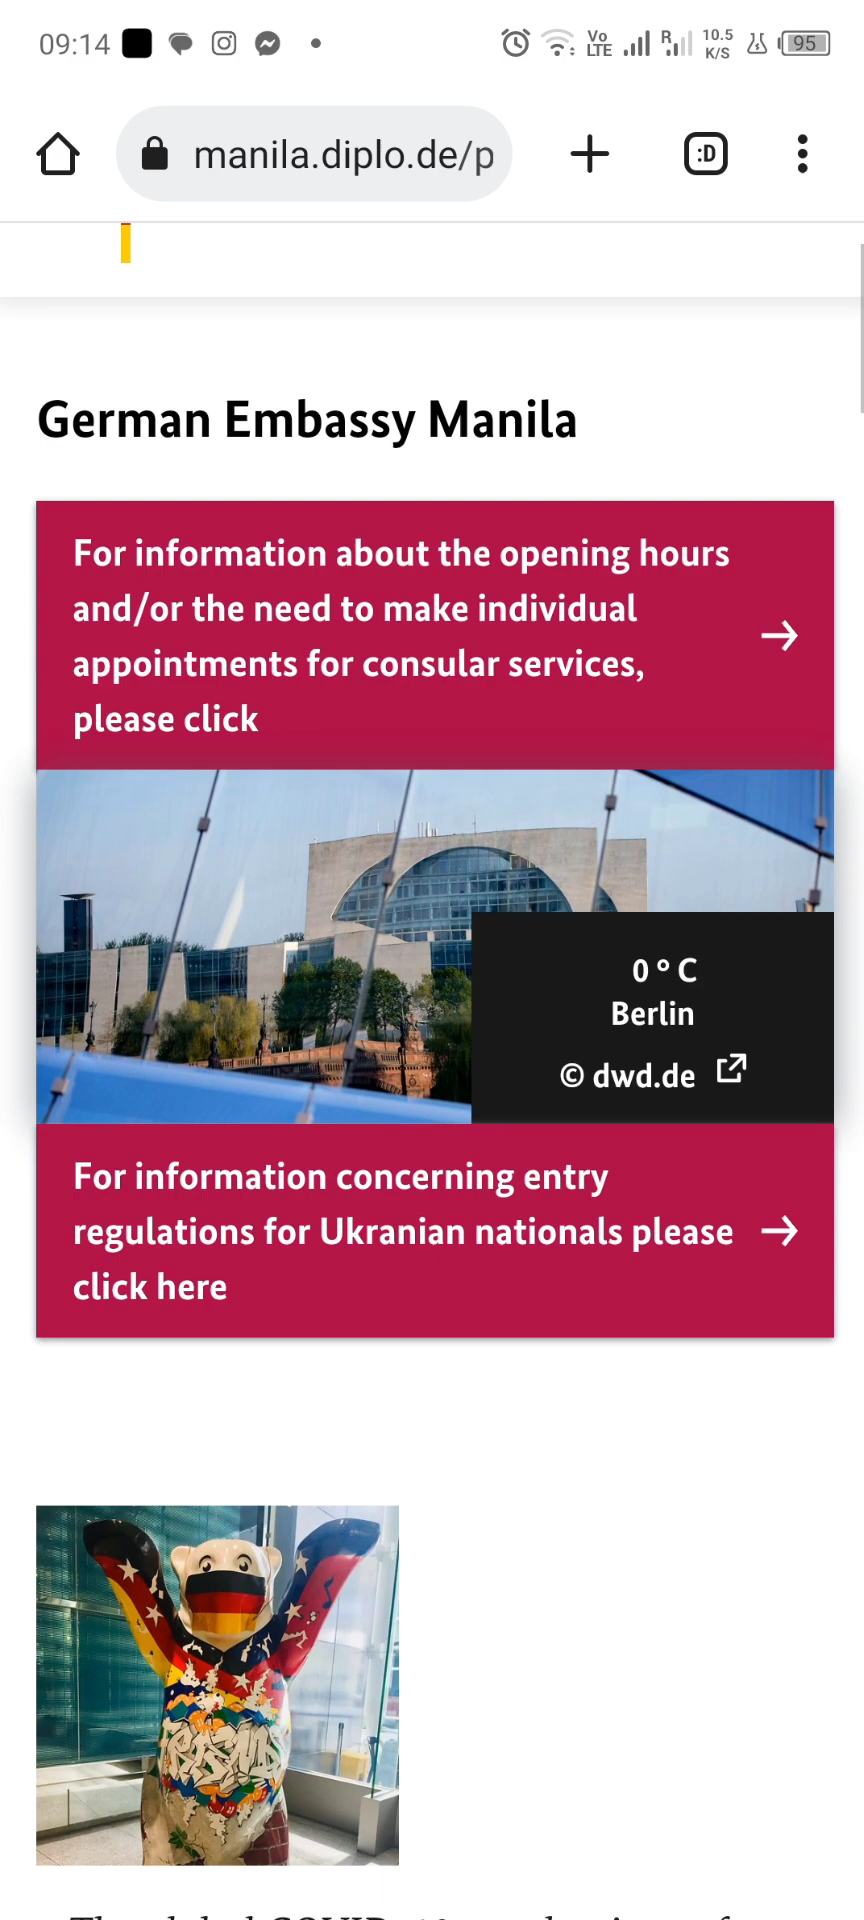 09:14
Vo
LTE
R
10.5
K/S
95
manila.diplo.de/p
:D
German Embassy Manila
For information about the opening hours
and/or the need to make individual
appointments for consular services,
please click
0 ° C
Berlin
© dwd.de
For information concerning entry
regulations for Ukranian nationals please
click here